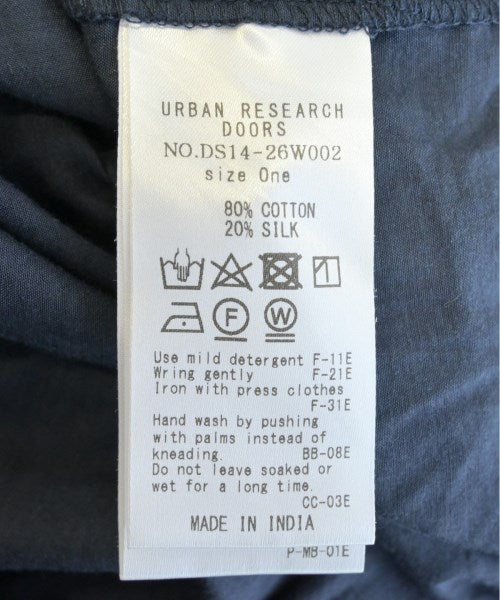 URBAN RESEARCH
DOORS
NO.DS14-26W002
size One
80% COTTON
20% SILK
F
W
Use mild detergent F-11E
Wring gently F-21E
Iron with press clothes
F-31E
Hand wash by pushing
with palms instead of
kneading. BB-08E
Do not leave soaked or
wet for a long time.
CC-03E
MADE IN INDIA
P-MB-01E